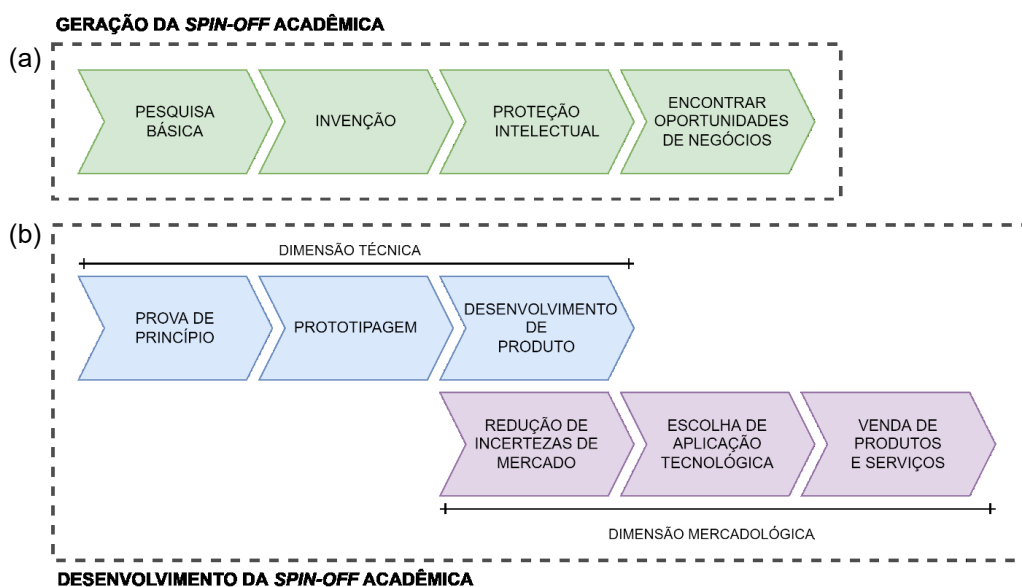 GERAÇÃO DA SPIN-OFF ACADÊMICA
(a)
PESQUISA
BÁSICA
INVENÇÃO
PROTEÇÃO
INTELECTUAL
ENCONTRAR
OPORTUNIDADES
DE NEGÓCIOS
(b)
DIMENSÃO TÉCNICA
PROVA DE
PRINCÍPIO
PROTOTIPAGEM
DESENVOLVIMENTO
DE
PRODUTO
REDUÇÃO DE
INCERTEZAS DE
MERCADO
ESCOLHA DE
APLICAÇÃO
TECNOLÓGICA
VENDA DE
PRODUTOS
E SERVIÇOS
DIMENSÃO MERCADOLÓGICA
DESENVOLVIMENTO DA SPIN-OFF ACADÊMICA